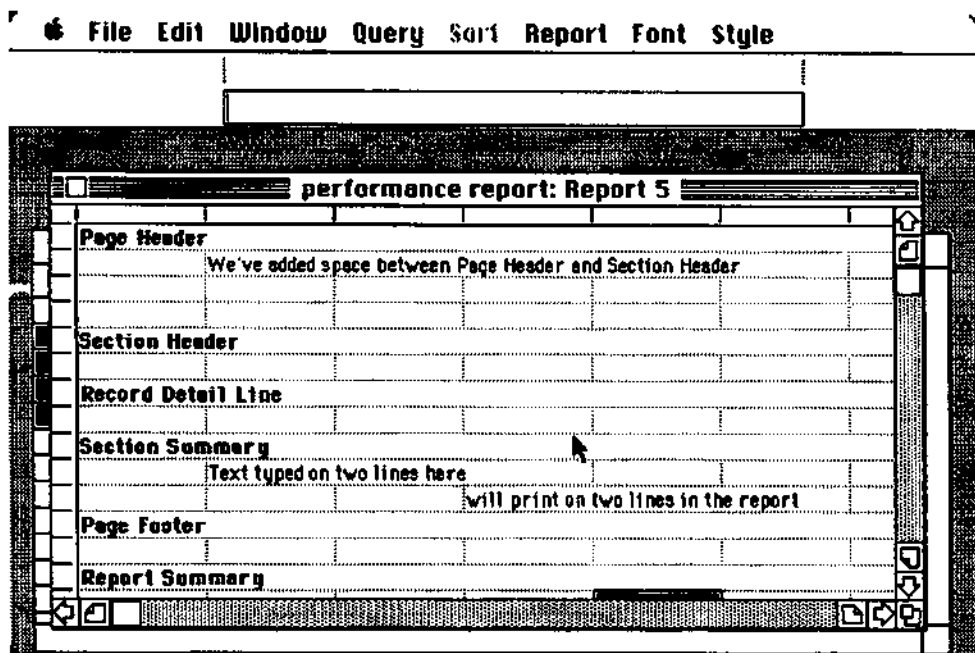 File Edit Window Query Sort Report Font Style
performance report: Report 5
Page Header
We've added space between Page Header and Section Header
Section Header
Record Detail Line
Section Summary
Text typed on two lines here
will print on two lines in the report
Page Footer
Report Summary